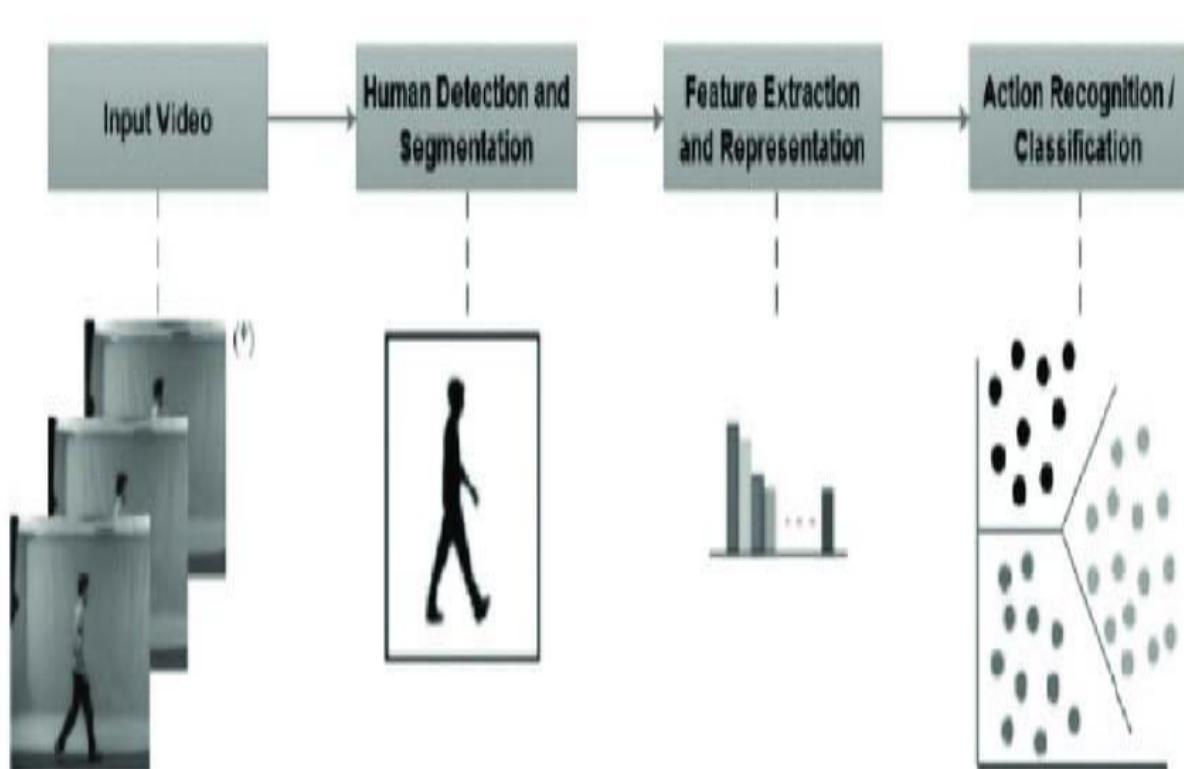 Input Video
Human Detection and
Segmentation
Feature Extraction
and Representation
Action Recognition /
Classification
(*)